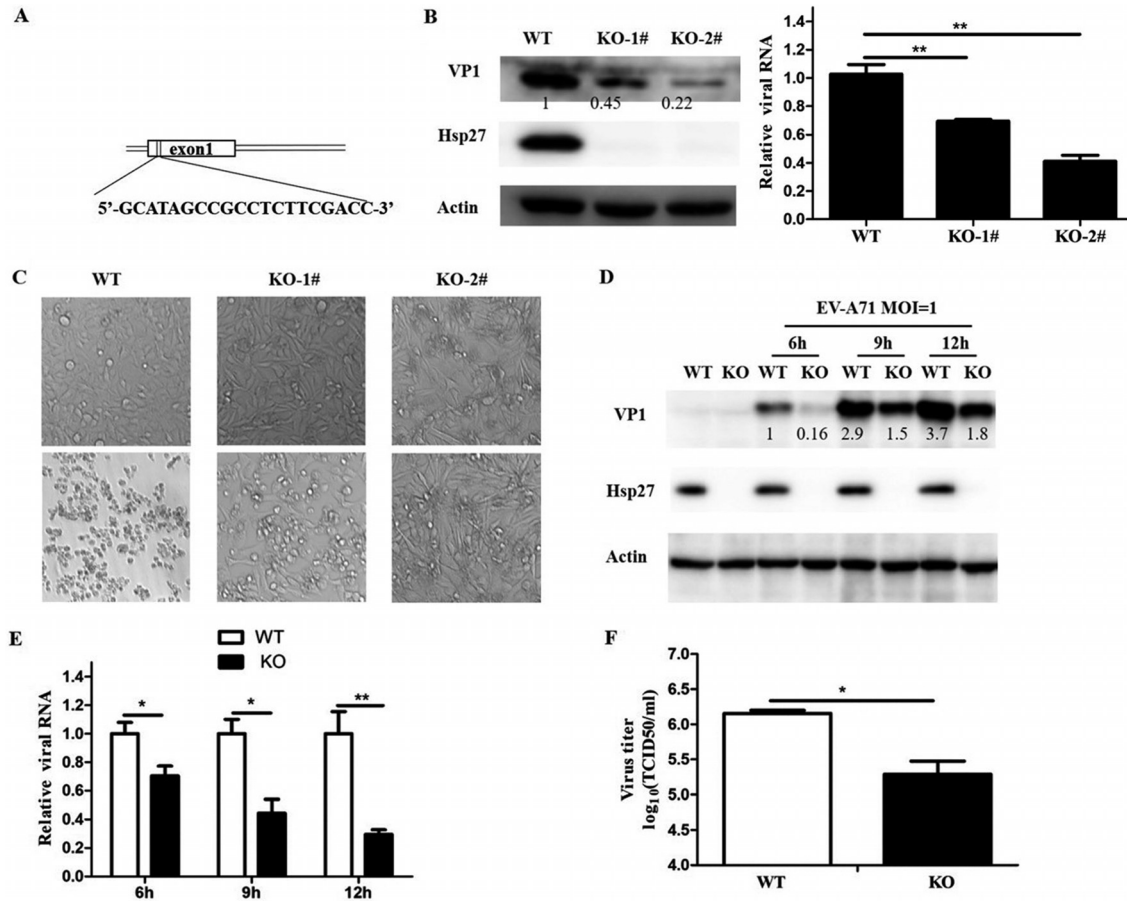 A
exon1
5'-GCATAGCCGCCTCTTCGACC-3'
B
WT KO-1# KO-2#
VP1
1 0.45 0.22
Hsp27
Actin
Relative viral RNA
1.4
1.2
1.0
0.8
0.6
0.4
0.2
0.0
**
**
WT KO-1# KO-2#
C
WT KO-1# KO-2#
D
EV-A71 MOI=1
6h 9h 12h
WT KO WT KO WT KO WT KO
VP1
1 0.16 2.9 1.5 3.7 1.8
Hsp27
Actin
E
WT
KO
Relative viral RNA
1.4
1.2
1.0
0.8
0.6
0.4
0.2
0.0
* * **
6h 9h 12h
F
Virus titer
log10(TCID50/ml)
7.0
6.5
6.0
5.5
5.0
4.5
4.0
*
WT KO